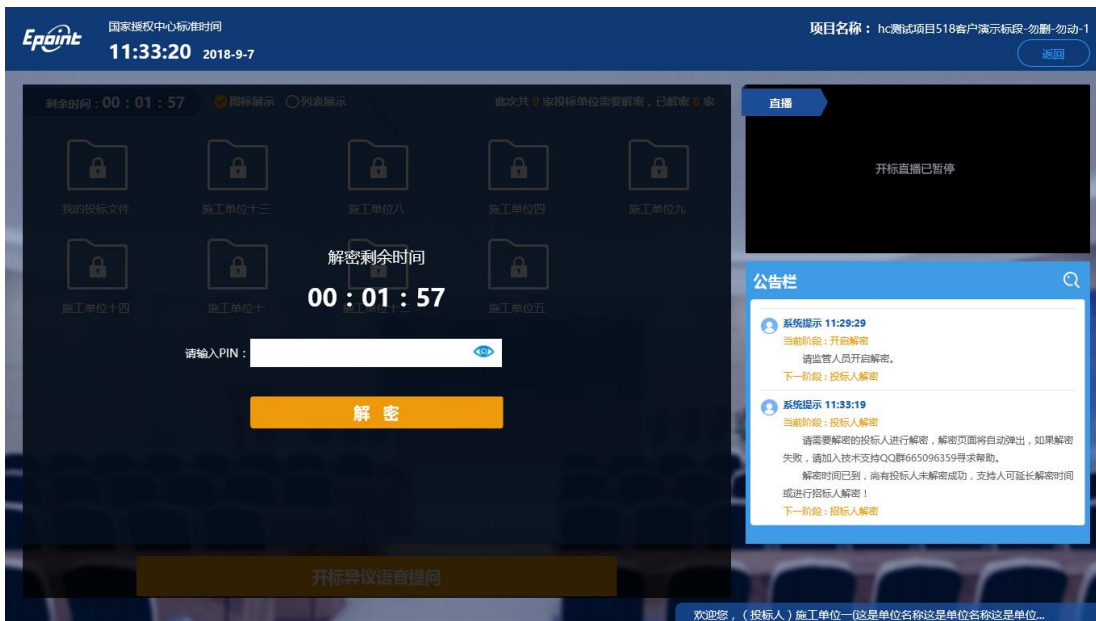 Epoint
国家授权中心标准时间
11:33:20 2018-9-7
项目名称：hc测试项目518客户演示标段-勿删-勿动-1
返回
剩余时间：00：01：57
图标展示 列表展示
此次共 9 家投标单位需要解密，已解密 0 家
我的投标文件 施工单位十三 施工单位八 施工单位四 施工单位九
施工单位十四 施工单位十 施工单位五
解密剩余时间
00：01：57
请输入PIN：
解 密
开标异议语音提问
直播
开标直播已暂停
公告栏
系统提示 11:29:29
当前阶段：开启解密
请监管人员开启解密。
下一阶段：投标人解密
系统提示 11:33:19
当前阶段：投标人解密
请需要解密的投标人进行解密，解密页面将自动弹出，如果解密
失败，请加入技术支持QQ群665096359寻求帮助。
解密时间已到，尚有投标人未解密成功，支持人可延长解密时间
或进行招标人解密！
下一阶段：招标人解密
欢迎您，（投标人）施工单位一(这是单位名称这是单位名称这是单位...